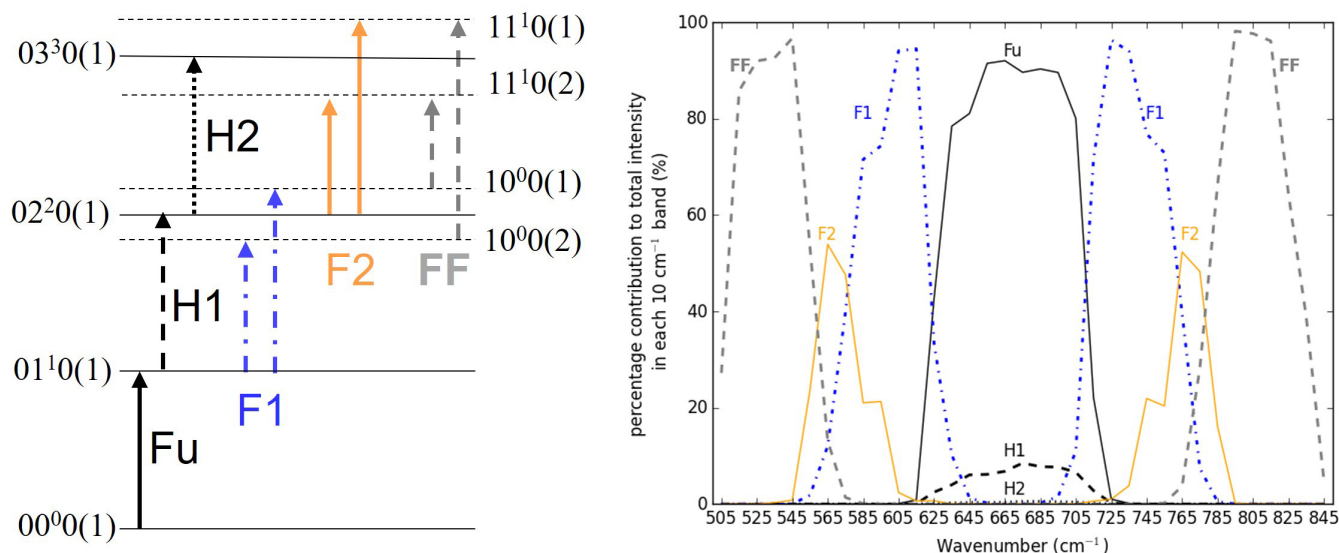 11¹0(1)
03³0(1)
11¹0(2)
H2
10⁰0(1)
02²0(1)
10⁰0(2)
F2
FF
H1
01¹0(1)
F1
Fu
00⁰0(1)
percentage contribution to total intensity
in each 10 cm⁻¹ band (%)
100
80
60
40
20
0
FF
F1
Fu
F1
FF
F2
F2
H1
H2
505 525 545 565 585 605 625 645 665 685 705 725 745 765 785 805 825 845
Wavenumber (cm⁻¹)